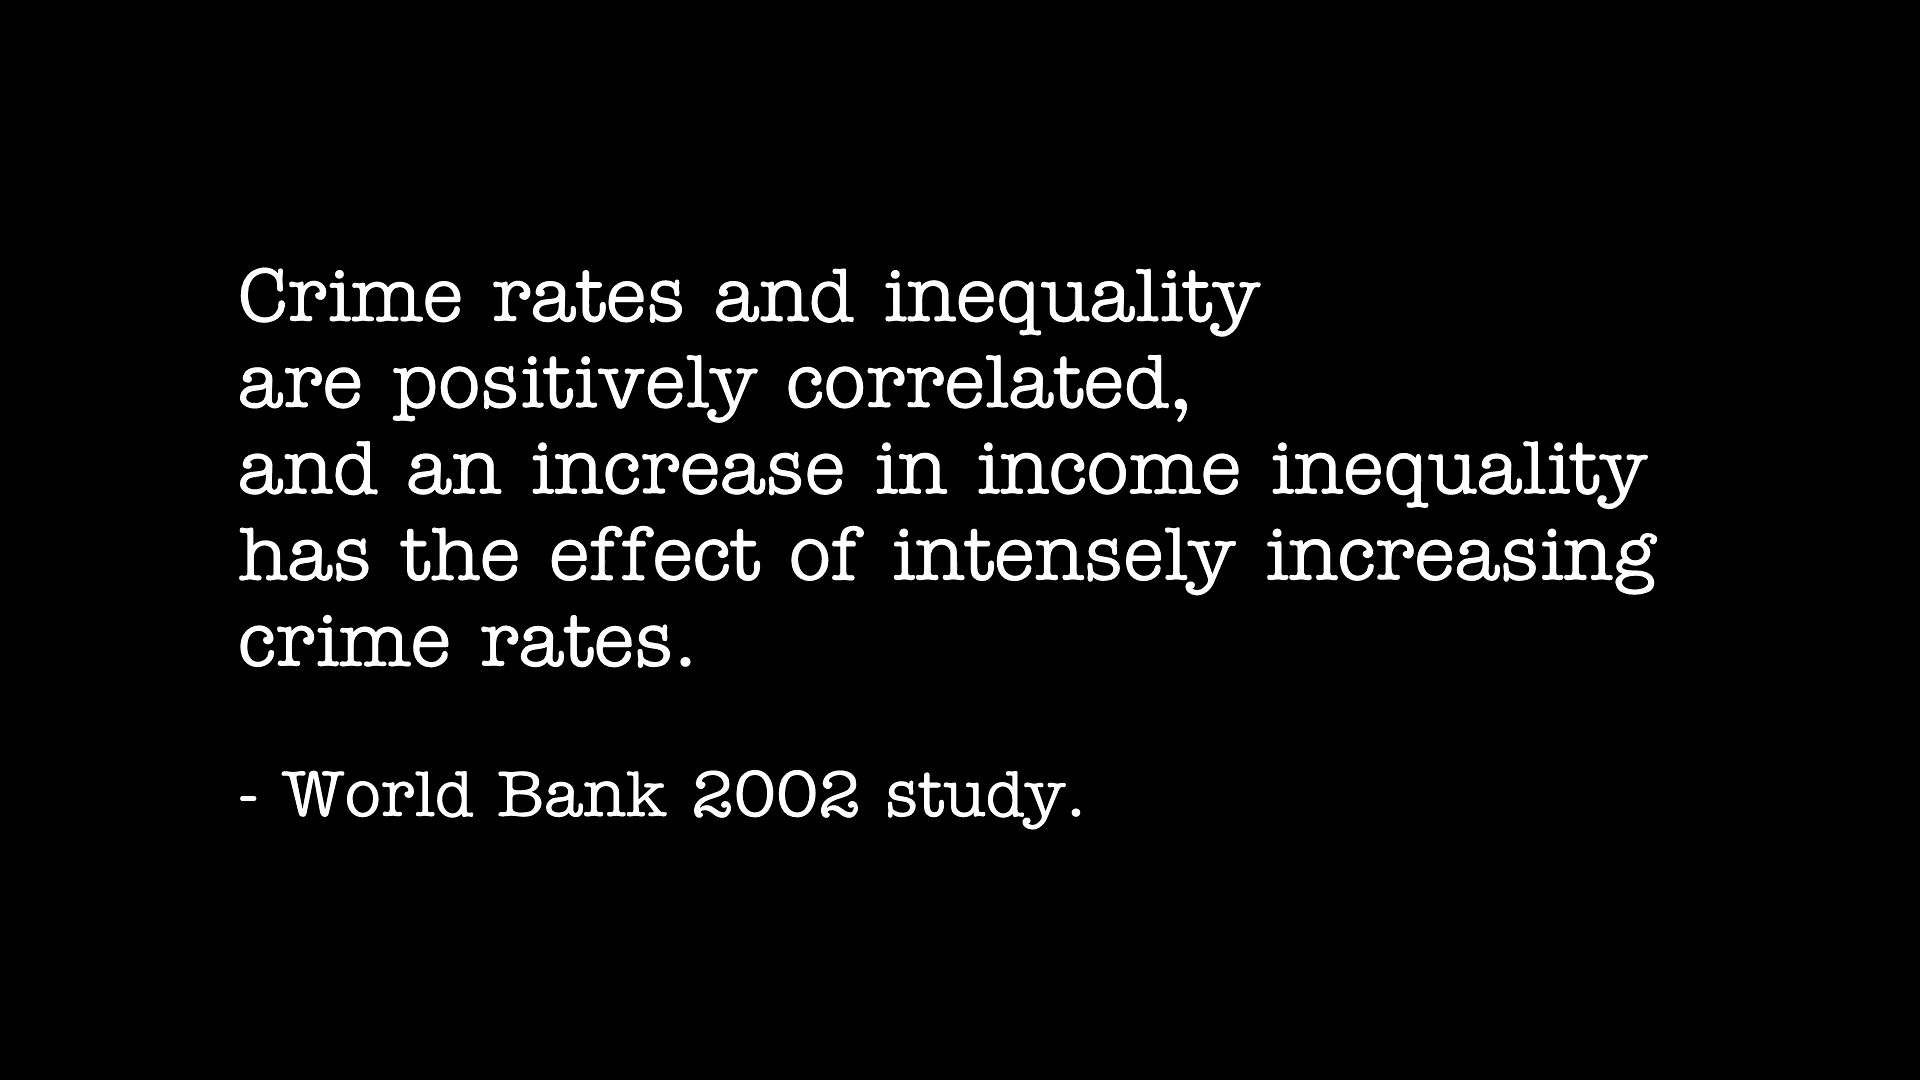 Crime rates and inequality
are positively correlated,
and an increase in income inequality
has the effect of intensely increasing
crime rates.
- World Bank 2002 study.